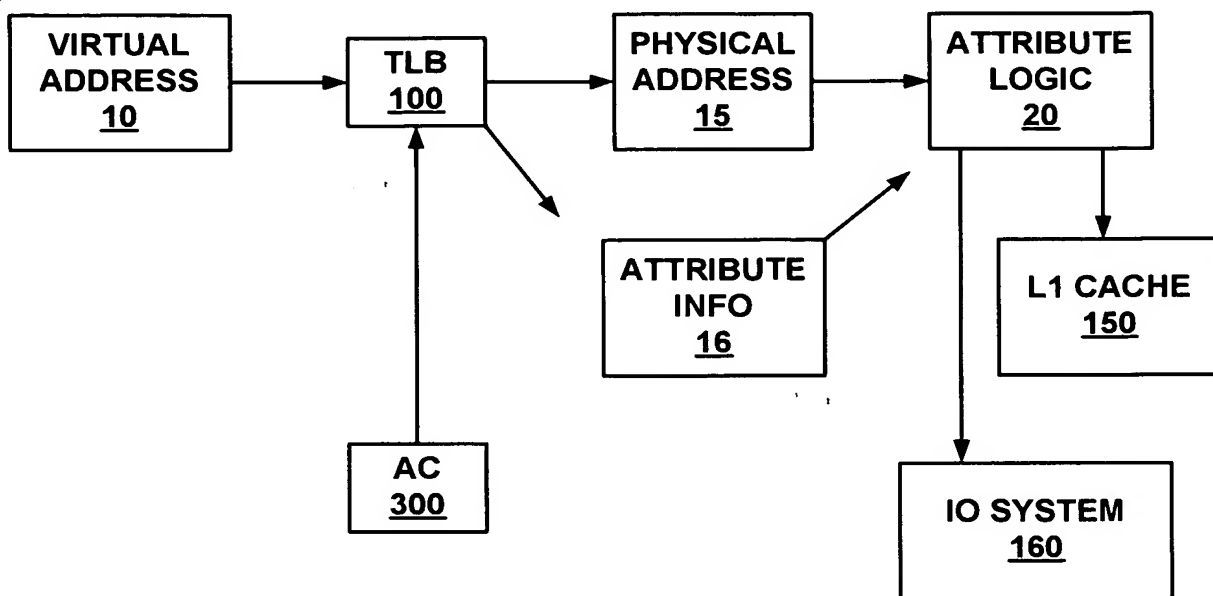 VIRTUAL
ADDRESS
10
TLB
100
PHYSICAL
ADDRESS
15
ATTRIBUTE
LOGIC
20
ATTRIBUTE
INFO
16
L1 CACHE
150
AC
300
IO SYSTEM
160